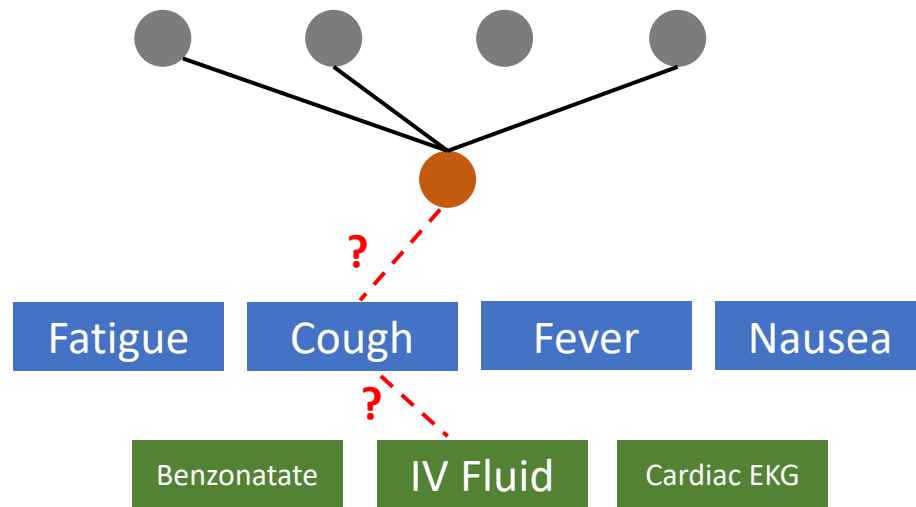 ?
Fatigue
Cough
Fever
Nausea
?
Benzonatate
IV Fluid
Cardiac EKG